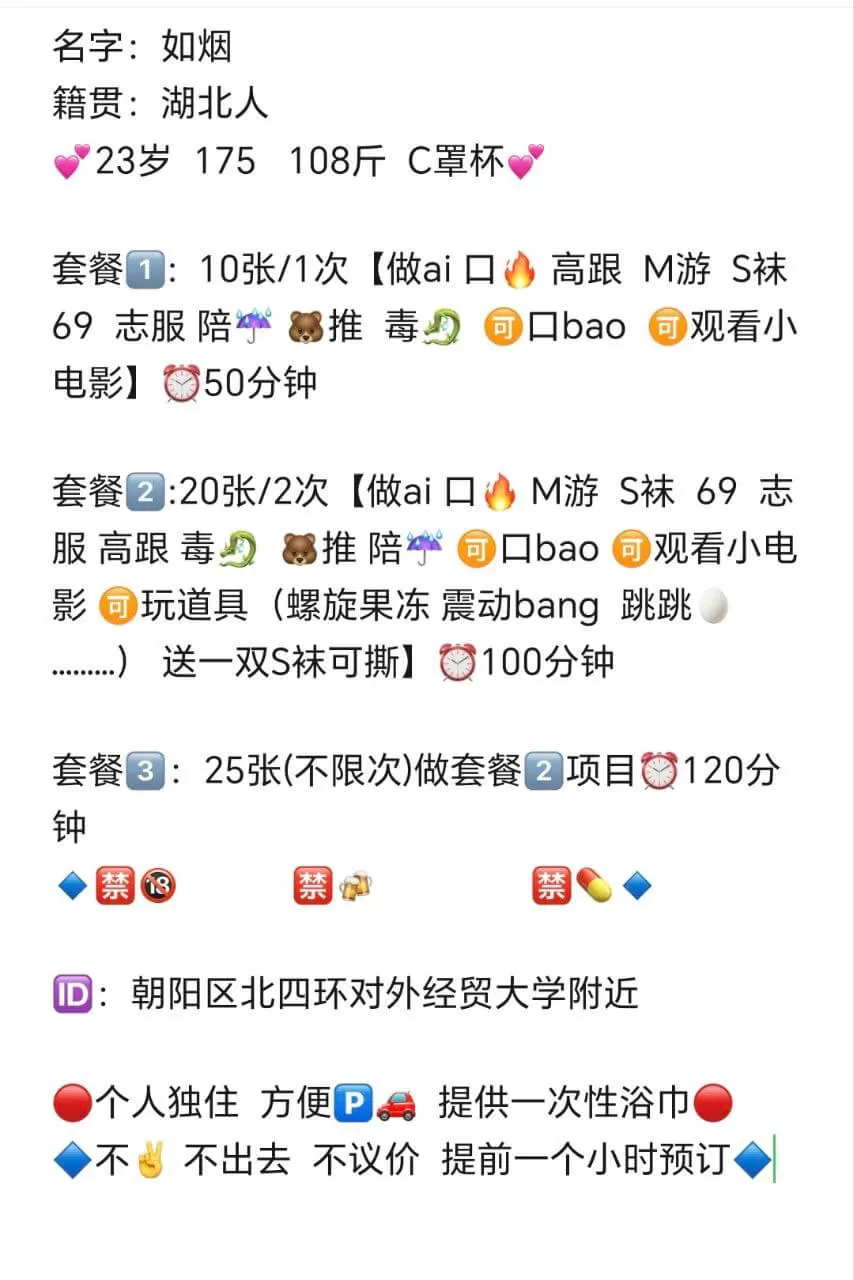 名字：如烟
籍贯：湖北人
💕23岁 175 108斤 C罩杯💕
套餐1️⃣：10张/1次【做ai 口🔥 高跟 M游 S袜
69 志服 陪☔ 🐻推 毒🐉 🉑口bao 🉑观看小
电影】⏰50分钟
套餐2️⃣:20张/2次【做ai 口🔥 M游 S袜 69 志
服 高跟 毒🐉 🐻推 陪☔ 🉑口bao 🉑观看小电
影 🉑玩道具（螺旋果冻 震动bang 跳跳🥚
………） 送一双S袜可撕】⏰100分钟
套餐3️⃣：25张(不限次)做套餐2️⃣项目⏰120分
钟
🔹🈲🔞 🈲🍻 🈲💊🔹
🆔：朝阳区北四环对外经贸大学附近
🔴个人独住 方便🅿️🚗 提供一次性浴巾🔴
🔷不✌️ 不出去 不议价 提前一个小时预订🔷